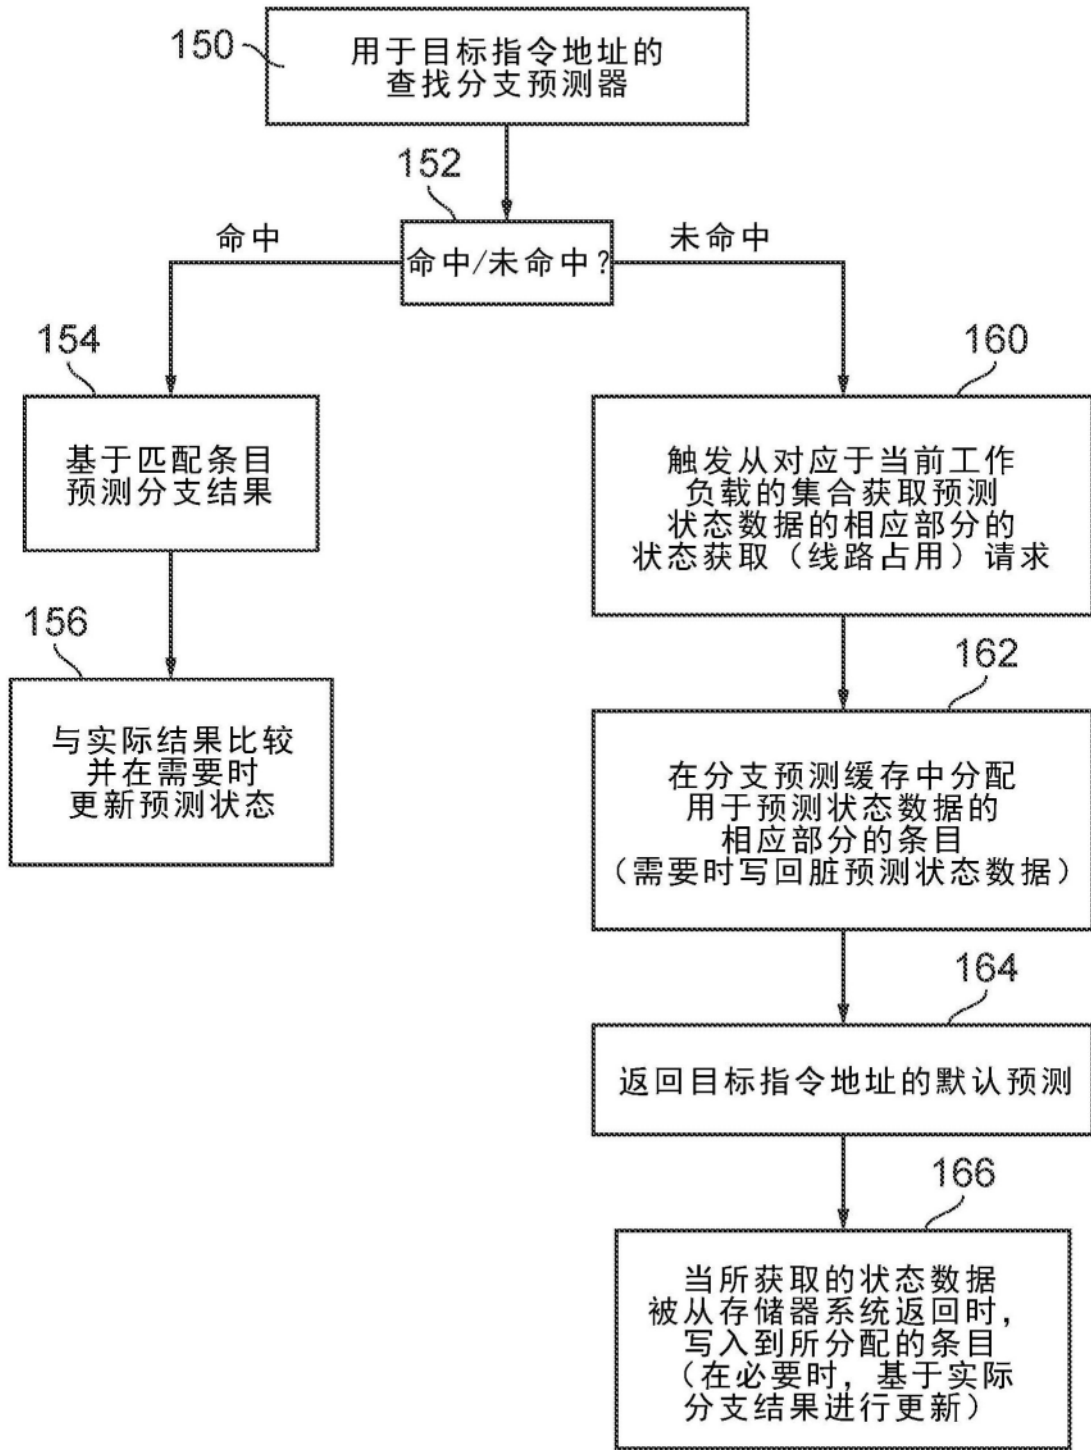 150
用于目标指令地址的
查找分支预测器
152
命中/未命中?
命中
未命中
154
基于匹配条目
预测分支结果
156
与实际结果比较
并在需要时
更新预测状态
160
触发从对应于当前工作
负载的集合获取预测
状态数据的相应部分的
状态获取（线路占用）请求
162
在分支预测缓存中分配
用于预测状态数据的
相应部分的条目
（需要时写回脏预测状态数据）
164
返回目标指令地址的默认预测
166
当所获取的状态数据
被从存储器系统返回时，
写入到所分配的条目
（在必要时，基于实际
分支结果进行更新）